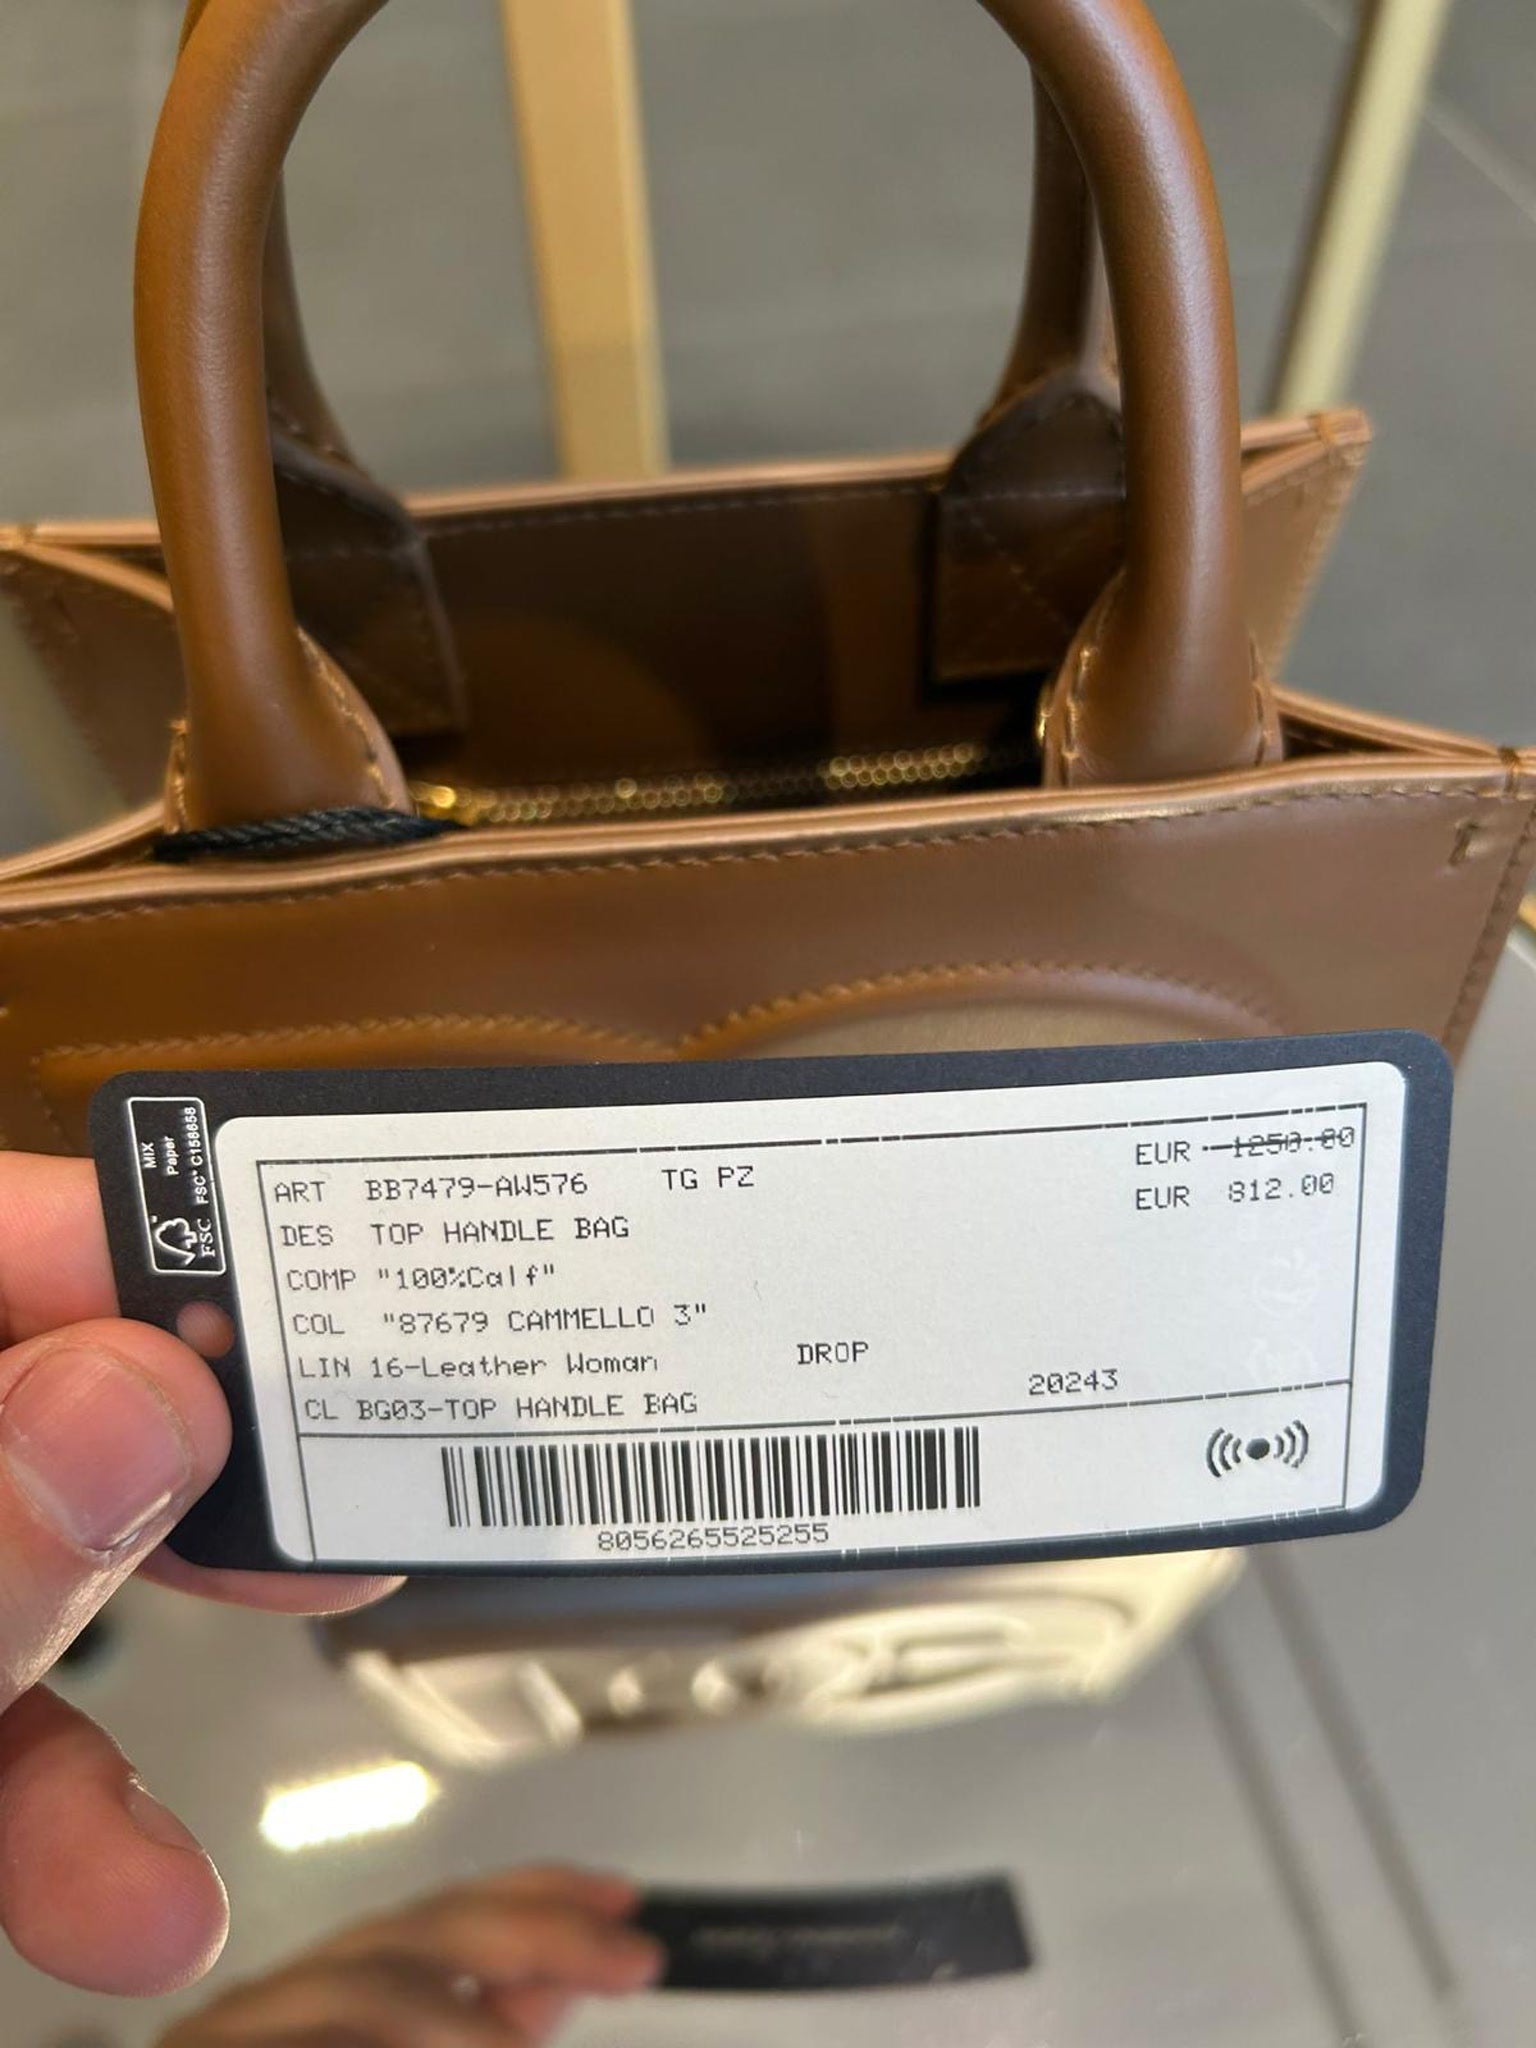 MIX
Paper
FSC® C156658
FSC
ART BB7479-AW576 TG PZ EUR 1250.00
DES TOP HANDLE BAG EUR 812.00
COMP "100%Calf"
COL "87679 CAMMELLO 3"
LIN 16-Leather Woman DROP
CL BG03-TOP HANDLE BAG 20243
8056265525255